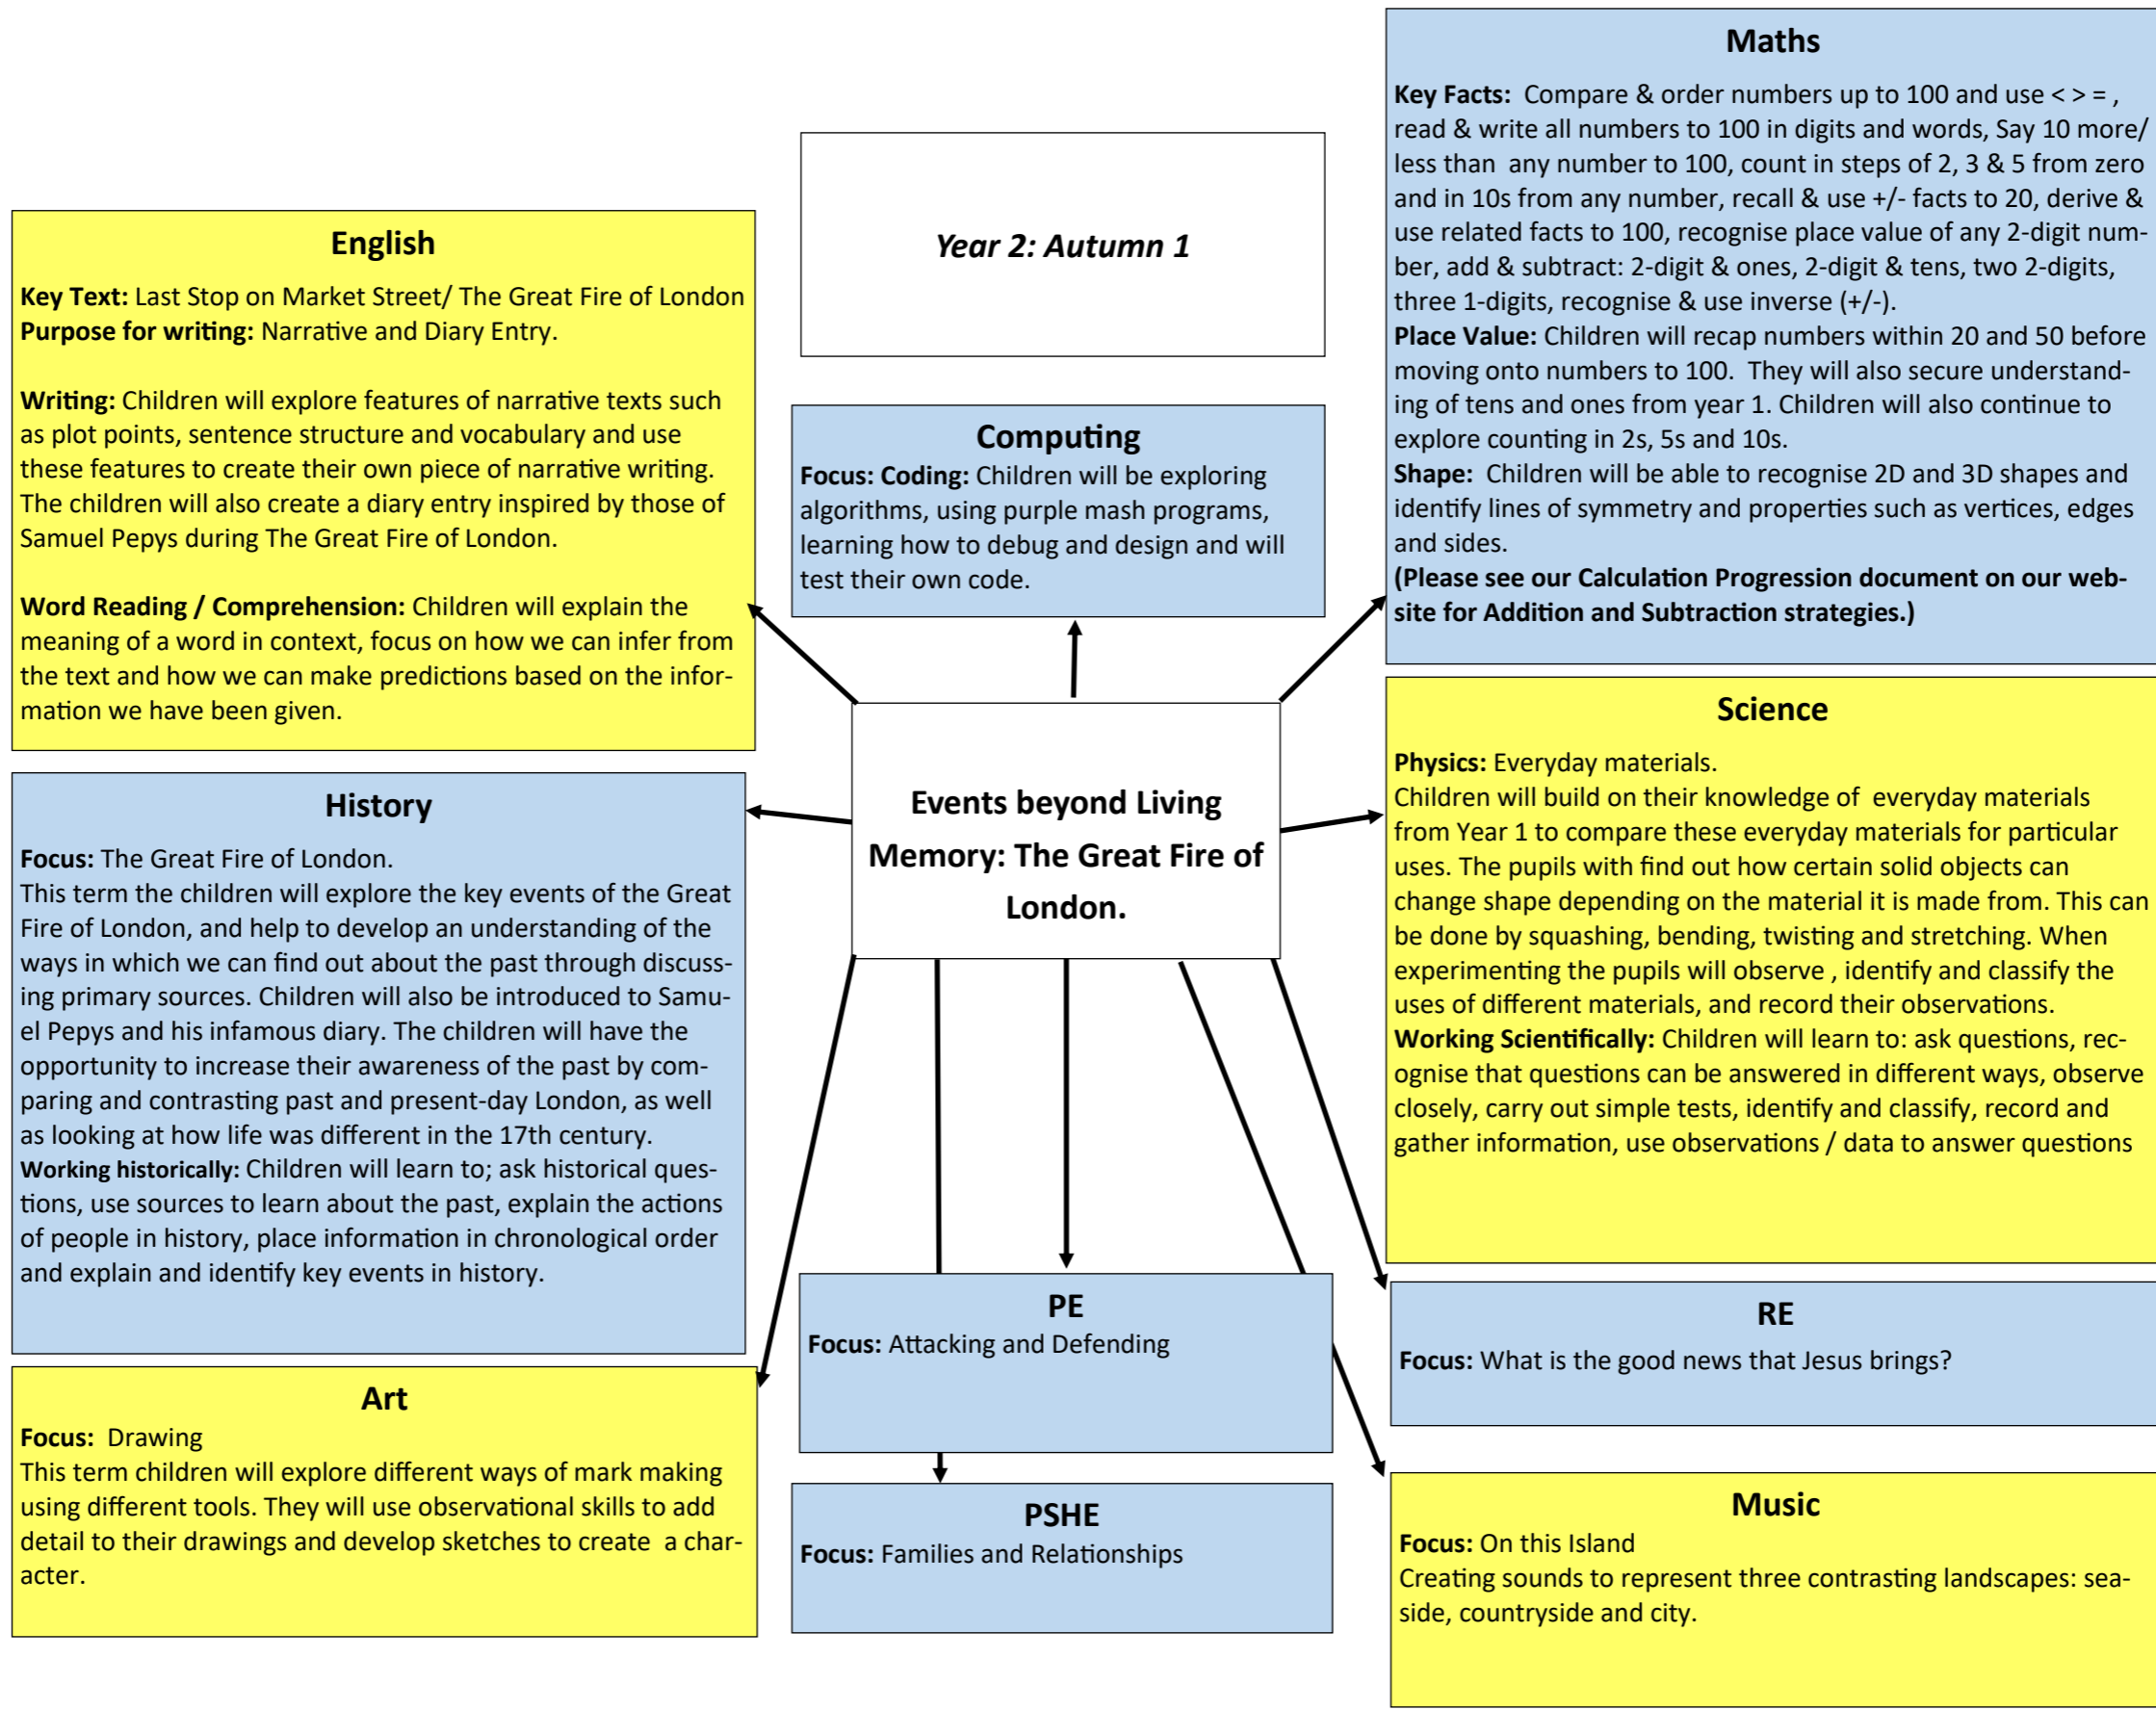 Year 2: Autumn 1
English
Key Text: Last Stop on Market Street/ The Great Fire of London
Purpose for writing: Narrative and Diary Entry.
Writing: Children will explore features of narrative texts such
as plot points, sentence structure and vocabulary and use
these features to create their own piece of narrative writing.
The children will also create a diary entry inspired by those of
Samuel Pepys during The Great Fire of London.
Word Reading / Comprehension: Children will explain the
meaning of a word in context, focus on how we can infer from
the text and how we can make predictions based on the infor-
mation we have been given.
Computing
Focus: Coding: Children will be exploring
algorithms, using purple mash programs,
learning how to debug and design and will
test their own code.
Maths
Key Facts:  Compare & order numbers up to 100 and use < > = ,
read & write all numbers to 100 in digits and words, Say 10 more/
less than  any number to 100, count in steps of 2, 3 & 5 from zero
and in 10s from any number, recall & use +/- facts to 20, derive &
use related facts to 100, recognise place value of any 2-digit num-
ber, add & subtract: 2-digit & ones, 2-digit & tens, two 2-digits,
three 1-digits, recognise & use inverse (+/-).
Place Value: Children will recap numbers within 20 and 50 before
moving onto numbers to 100.  They will also secure understand-
ing of tens and ones from year 1. Children will also continue to
explore counting in 2s, 5s and 10s.
Shape:  Children will be able to recognise 2D and 3D shapes and
identify lines of symmetry and properties such as vertices, edges
and sides.
(Please see our Calculation Progression document on our web-
site for Addition and Subtraction strategies.)
Events beyond Living
Memory: The Great Fire of
London.
History
Focus: The Great Fire of London.
This term the children will explore the key events of the Great
Fire of London, and help to develop an understanding of the
ways in which we can find out about the past through discuss-
ing primary sources. Children will also be introduced to Samu-
el Pepys and his infamous diary. The children will have the
opportunity to increase their awareness of the past by com-
paring and contrasting past and present-day London, as well
as looking at how life was different in the 17th century.
Working historically: Children will learn to; ask historical ques-
tions, use sources to learn about the past, explain the actions
of people in history, place information in chronological order
and explain and identify key events in history.
Science
Physics: Everyday materials.
Children will build on their knowledge of  everyday materials
from Year 1 to compare these everyday materials for particular
uses. The pupils with find out how certain solid objects can
change shape depending on the material it is made from. This can
be done by squashing, bending, twisting and stretching. When
experimenting the pupils will observe , identify and classify the
uses of different materials, and record their observations.
Working Scientifically: Children will learn to: ask questions, rec-
ognise that questions can be answered in different ways, observe
closely, carry out simple tests, identify and classify, record and
gather information, use observations / data to answer questions
Art
Focus:  Drawing
This term children will explore different ways of mark making
using different tools. They will use observational skills to add
detail to their drawings and develop sketches to create  a char-
acter.
PE
Focus: Attacking and Defending
PSHE
Focus: Families and Relationships
RE
Focus: What is the good news that Jesus brings?
Music
Focus: On this Island
Creating sounds to represent three contrasting landscapes: sea-
side, countryside and city.